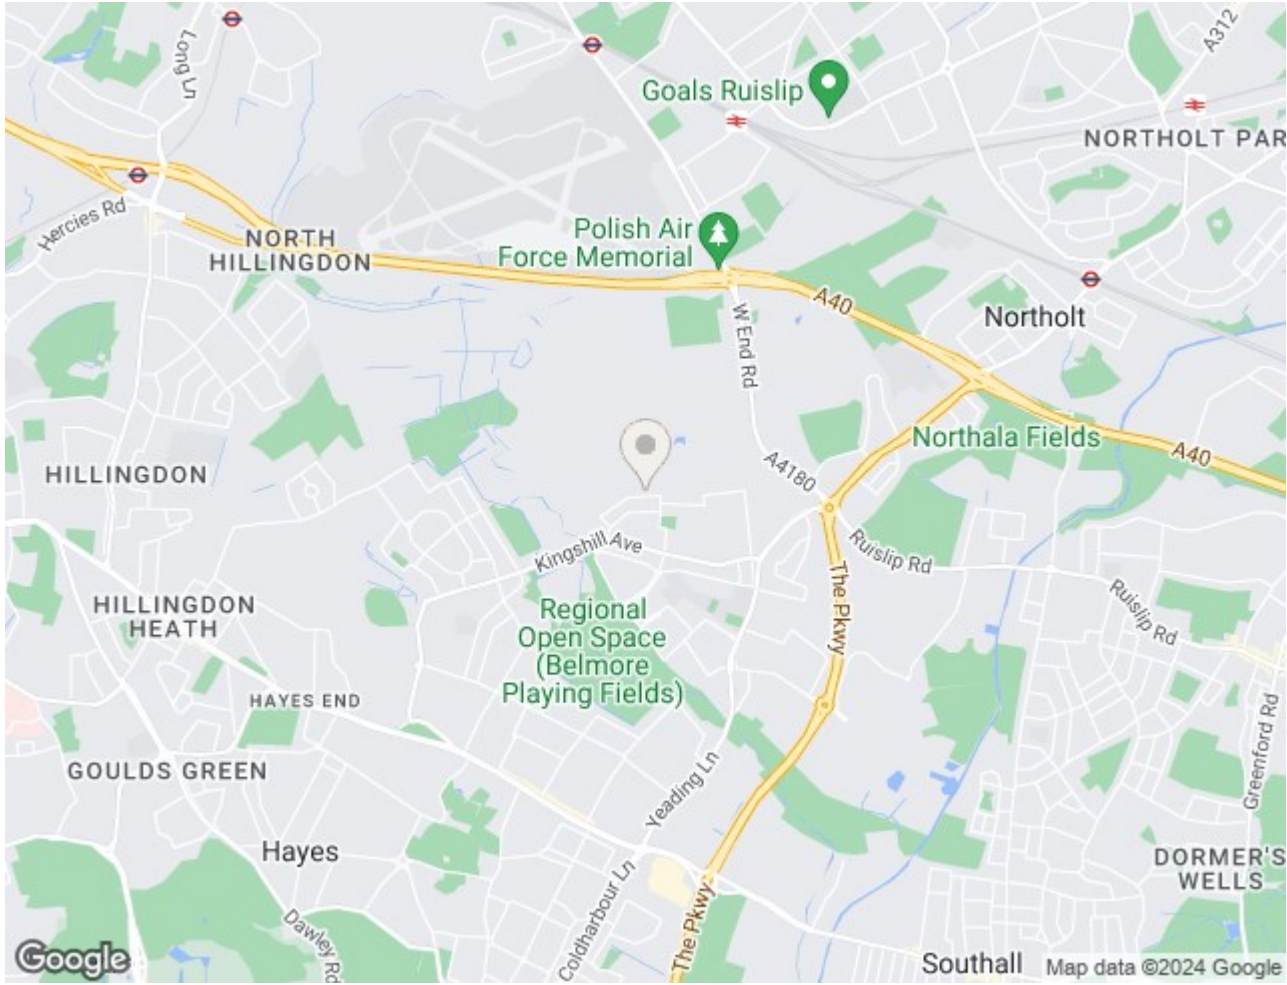 Long Ln
A312
Goals Ruislip
NORTHOLT PAR
Hercies Rd
Polish Air
Force Memorial
NORTH
HILLINGDON
A40
W End Rd
Northolt
Northala Fields
A40
HILLINGDON
A4180
Kingshill Ave
Ruislip Rd
The Pkwy
Ruislip Rd
HILLINGDON
HEATH
Regional
Open Space
(Belmore
Playing Fields)
HAYES END
Greenford Rd
GOULDS GREEN
Yeading Ln
Hayes
DORMER'S
WELLS
Coldharbour Ln
The Pkwy
Dawley Rd
Southall
Google
Map data ©2024 Google